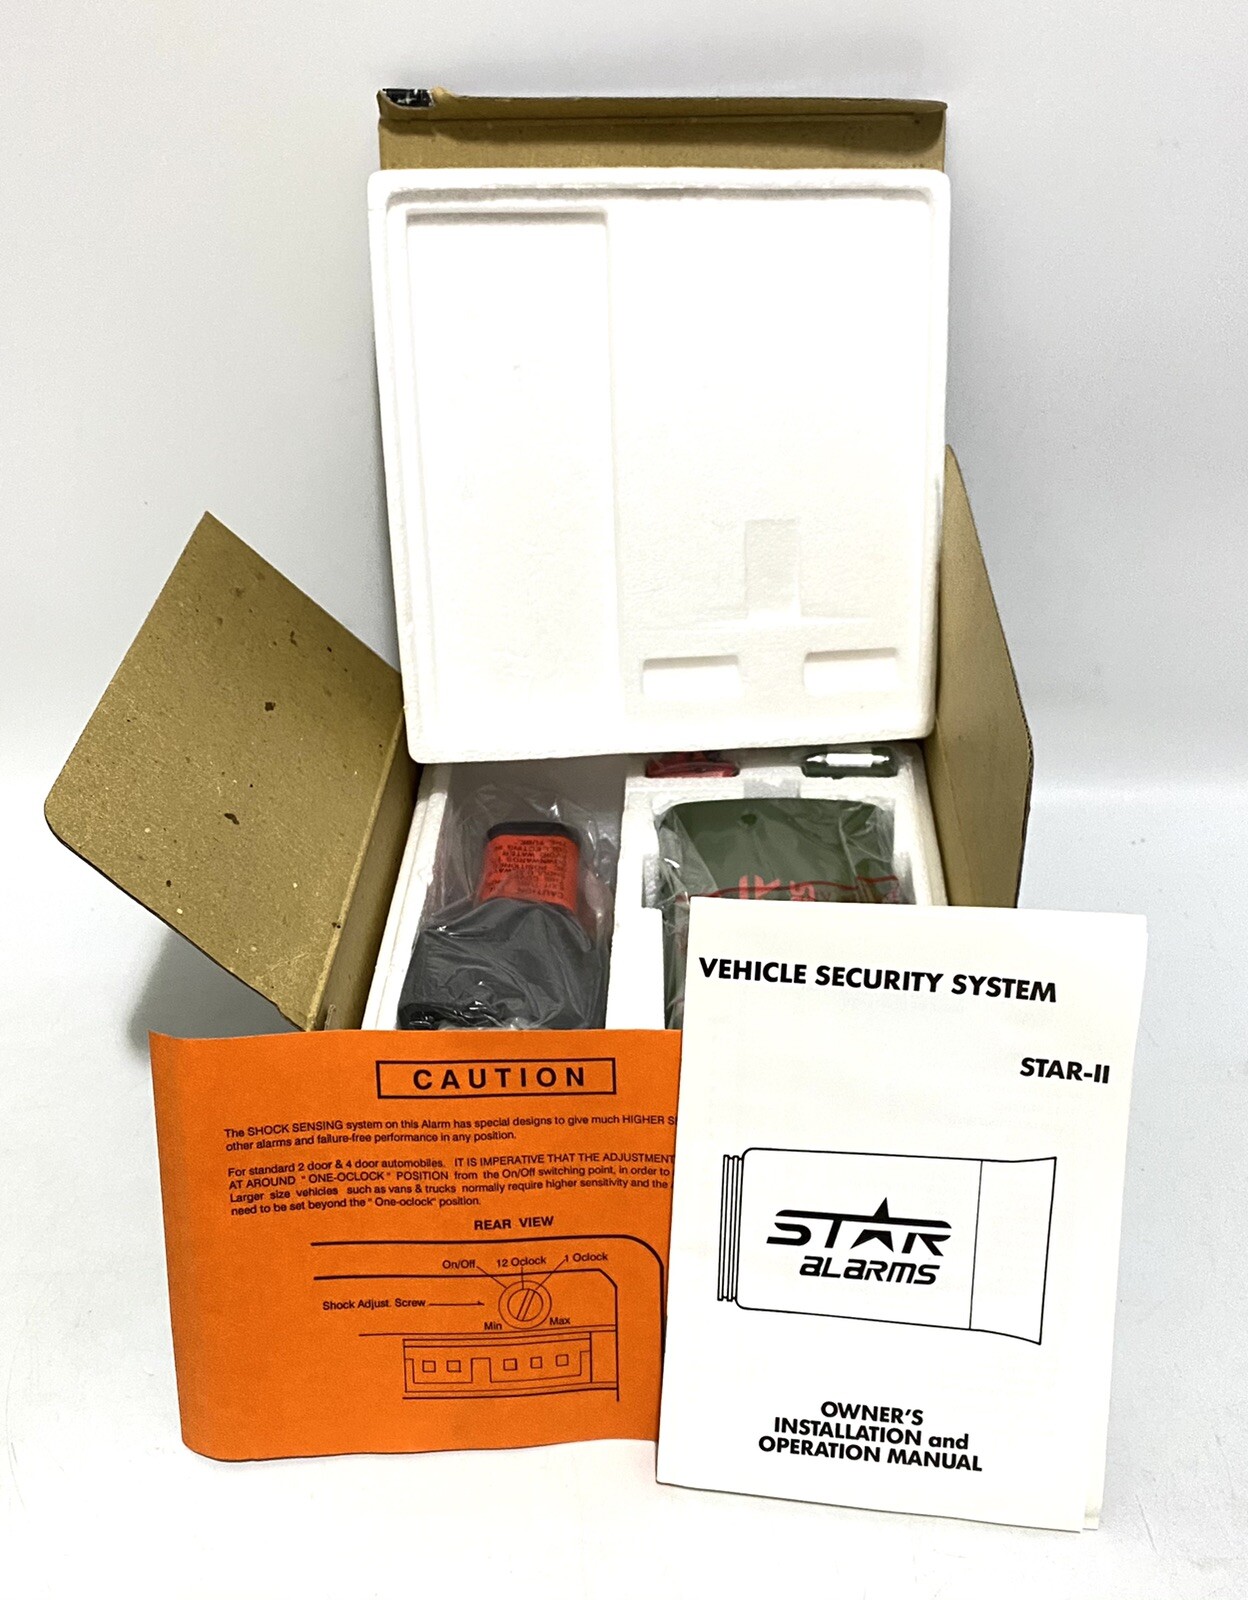 VEHICLE SECURITY SYSTEM
STAR-II
STAR
ALARMS
OWNER'S
INSTALLATION and
OPERATION MANUAL
CAUTION
The SHOCK SENSING system on this Alarm has special designs to give much HIGHER
other alarms and failure-free performance in any position.
For standard 2 door & 4 door automobiles. IT IS IMPERATIVE THAT THE ADJUSTMENT
AT AROUND "ONE-OCLOCK" POSITION from the On/Off switching point, in order to
Larger size vehicles such as vans & trucks normally require higher sensitivity and the
need to be set beyond the "One-oclock" position.
REAR VIEW
On/Off 12 Oclock 1 Oclock
Shock Adjust. Screw
Min Max